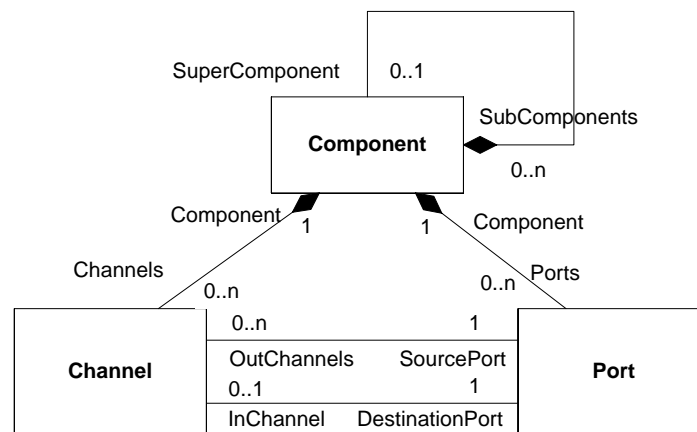 SuperComponent
0..1
SubComponents
Component
0..n
Component
1
1
Component
Channels
Ports
0..n
0..n
0..n
1
OutChannels
SourcePort
Channel
Port
0..1
1
InChannel
DestinationPort